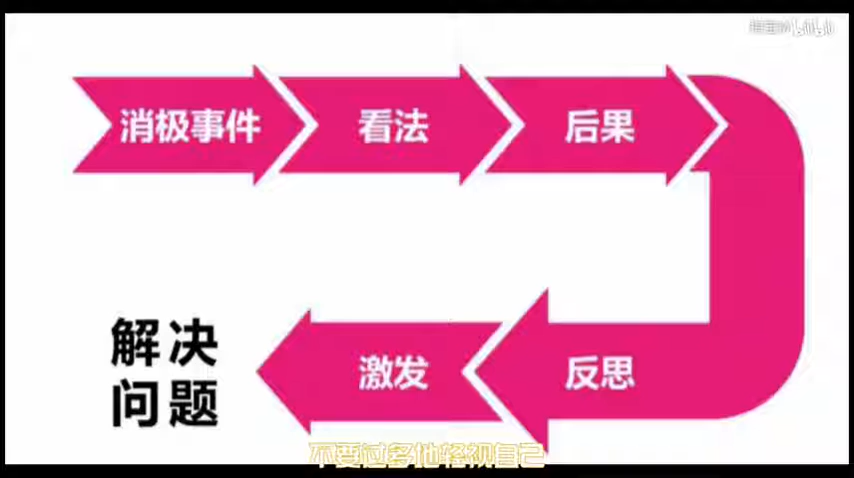 bilibili
消极事件
看法
后果
反思
激发
解决
问题
不要过多地轻视自己